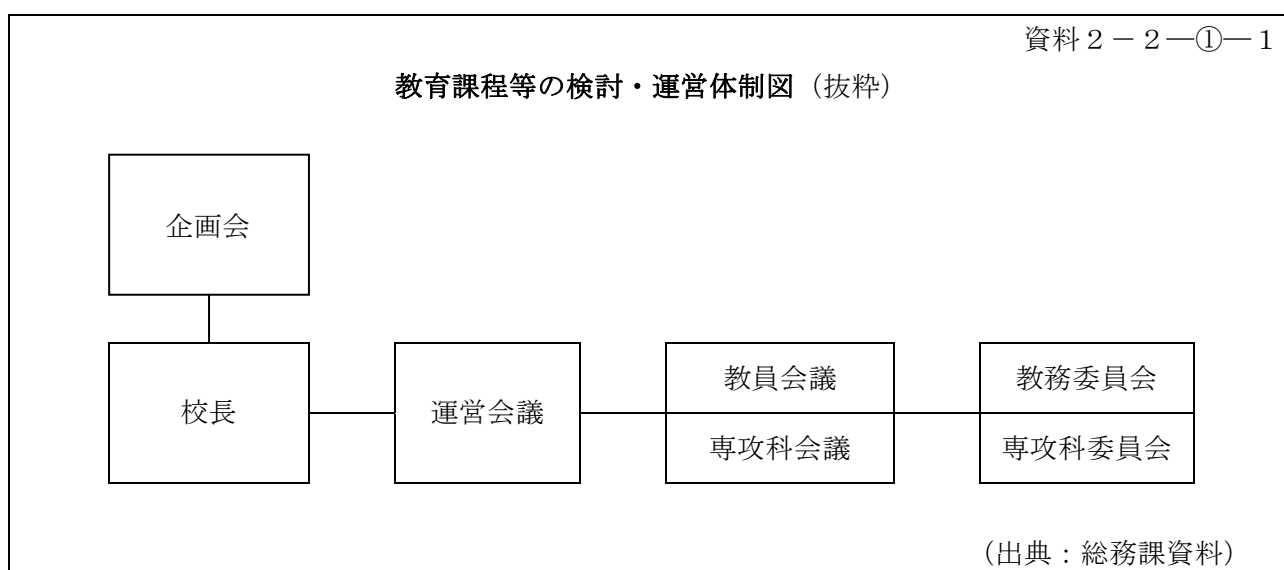 資料2－2―①―1
教育課程等の検討・運営体制図（抜粋）
企画会
校長
運営会議
教員会議
専攻科会議
教務委員会
専攻科委員会
（出典：総務課資料）